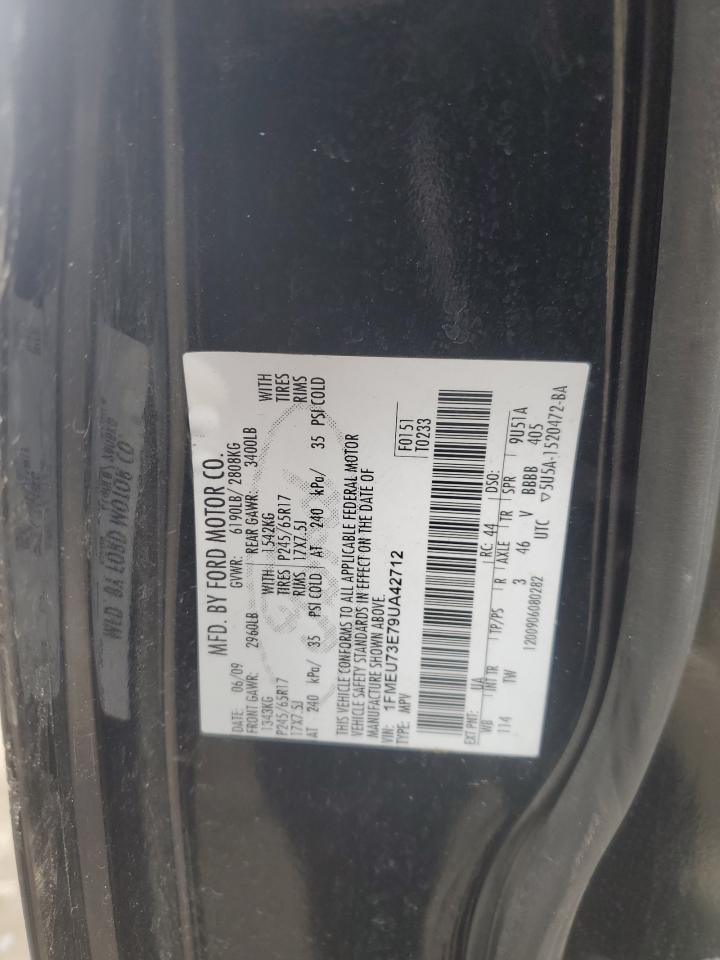 MFD. BY FORD MOTOR CO.
DATE: 06/09 GVWR: 6190LB/ 2808KG
FRONT GAWR: 2960LB REAR GAWR: 3400LB
1343KG WITH 1542KG WITH
P245/65R17 TIRES P245/65R17 TIRES
17X7.5J RIMS 17X7.5J RIMS
AT 240 kPa/ 35 PSI COLD AT 240 kPa/ 35 PSI COLD
THIS VEHICLE CONFORMS TO ALL APPLICABLE FEDERAL MOTOR
VEHICLE SAFETY STANDARDS IN EFFECT ON THE DATE OF
MANUFACTURE SHOWN ABOVE.
VIN: 1FMEU73E79UA42712
TYPE: MPV
F0151
T0233
EXT PNT: UA RC: 44 DSO:
WB INT TR TP/PS R AXLE TR SPR 9U51A
114 TW 3 46 V BBBB 405
1200906080282 UTC ▽5U5A-1520472-BA